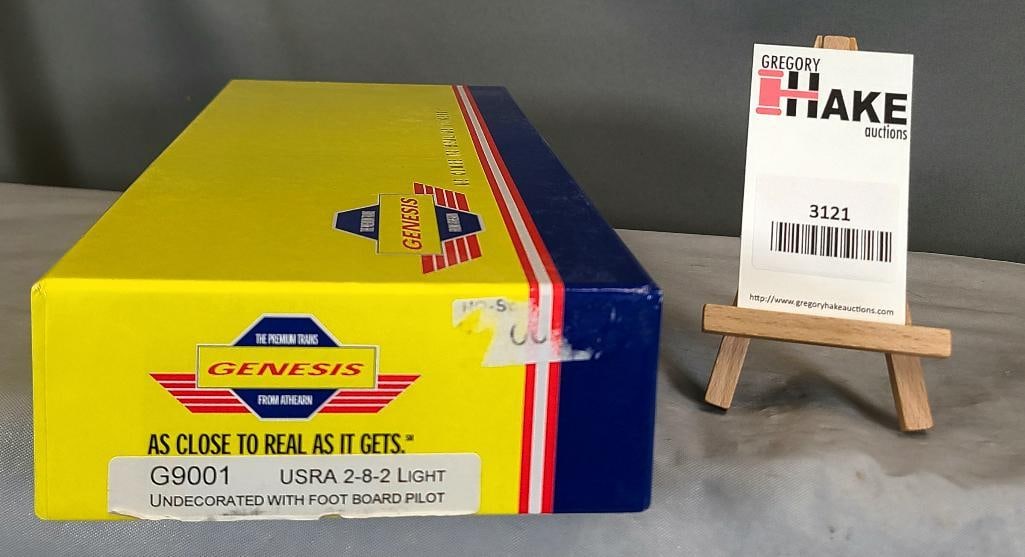 GENESIS
THE PREMIUM TRAINS
GENESIS
FROM ATHEARN
AS CLOSE TO REAL AS IT GETS.℠
G9001 USRA 2-8-2 LIGHT
UNDECORATED WITH FOOT BOARD PILOT
GREGORY
HAKE
auctions
3121
http://www.gregoryhakeauctions.com